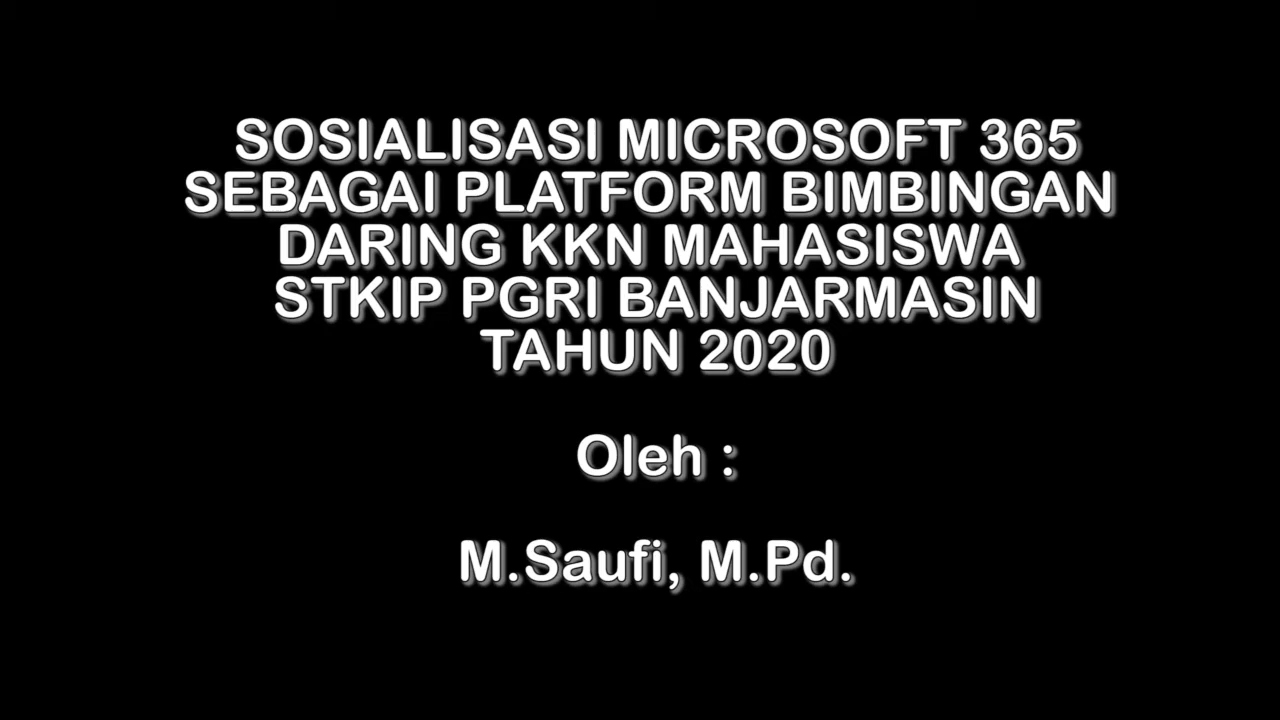 SOSIALISASI MICROSOFT 365
SEBAGAI PLATFORM BIMBINGAN
DARING KKN MAHASISWA
STKIP PGRI BANJARMASIN
TAHUN 2020
Oleh :
M.Saufi, M.Pd.